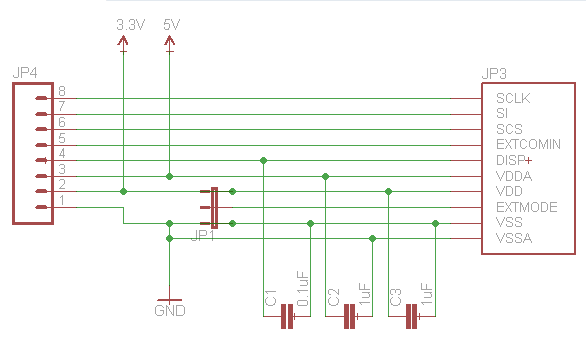 3.3V 5V
JP4 JP3
8 SCLK
7 SI
6 SCS
5 EXTCOMIN
4 DISP+
3 VDDA
2 VDD
1 EXTMODE
VSS
JP1 VSSA
C1 0.1uF C2 1uF C3 1uF
GND